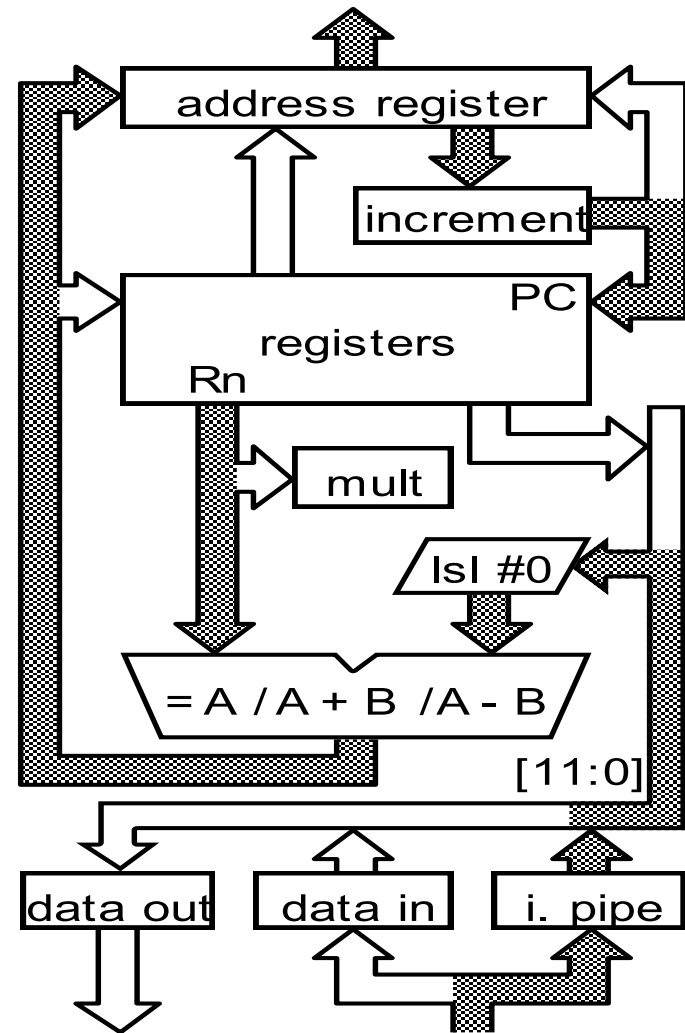 address register
increment
PC
registers
Rn
mult
lsl #0
= A / A + B / A - B
[11:0]
data out
data in
i. pipe